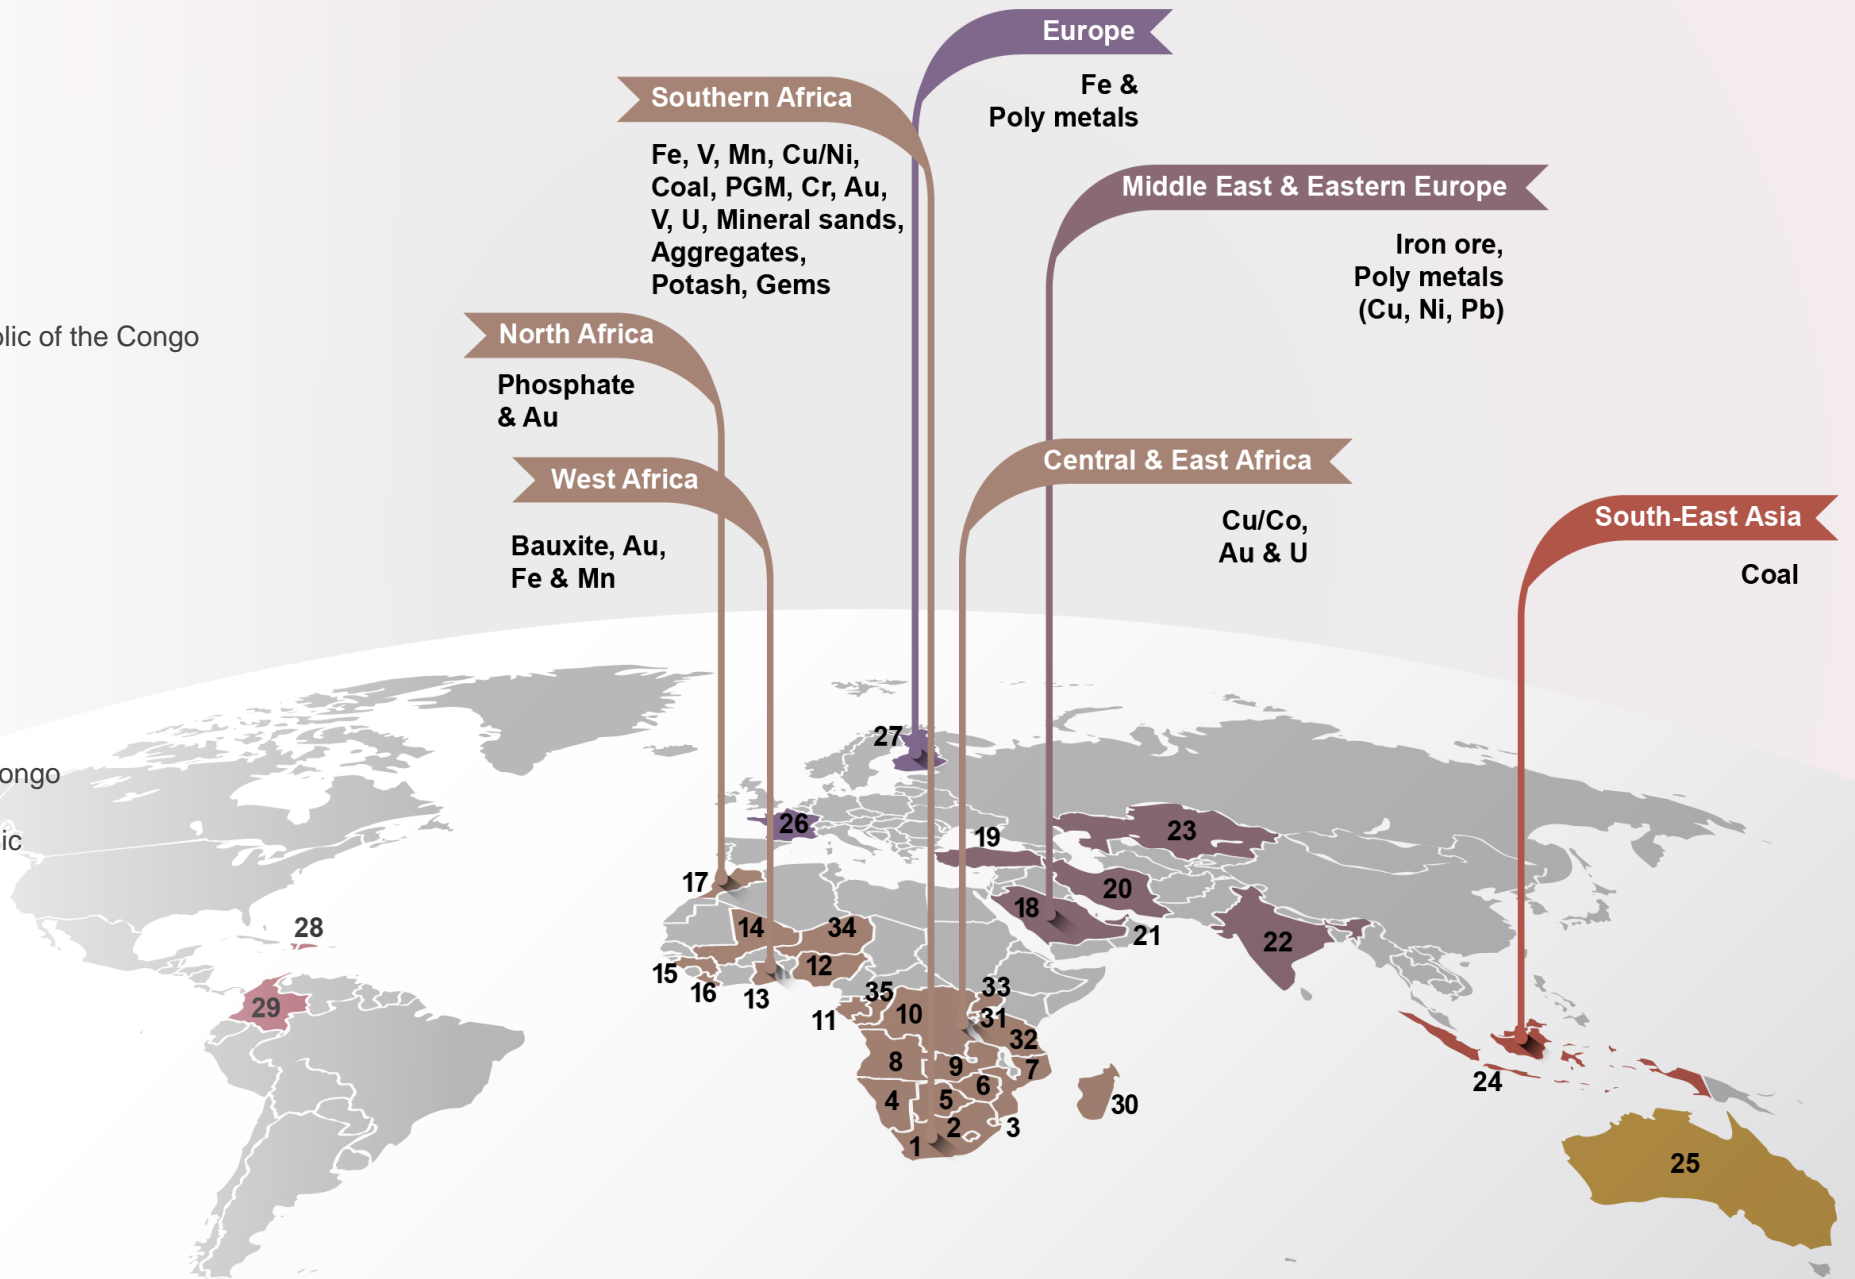 Europe
Fe &
Poly metals
Southern Africa
Fe, V, Mn, Cu/Ni,
Coal, PGM, Cr, Au,
V, U, Mineral sands,
Aggregates,
Potash, Gems
Middle East & Eastern Europe
Iron ore,
Poly metals
(Cu, Ni, Pb)
North Africa
Phosphate
& Au
olic of the Congo
West Africa
Bauxite, Au,
Fe & Mn
Central & East Africa
Cu/Co,
Au & U
South-East Asia
Coal
ongo
ic
27
26
19
23
17
20
18
14
34
21
22
28
15
12
16
13
35
33
29
10
31
11
32
8
9
7
6
24
4
5
30
2
3
1
25